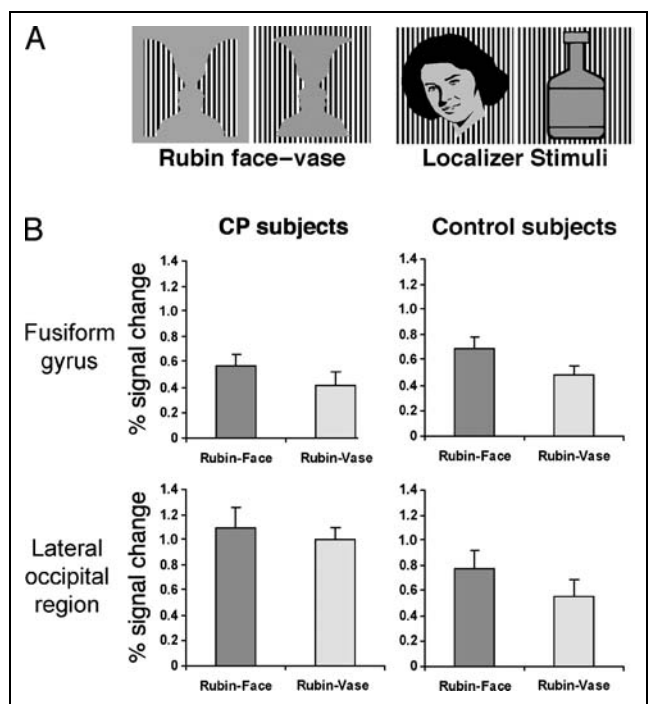 A
Rubin face–vase Localizer Stimuli
B
CP subjects Control subjects
Fusiform
gyrus
% signal change
1.4
1.2
1.0
0.8
0.6
0.4
0.2
0
Rubin-Face Rubin-Vase
% signal change
1.4
1.2
1.0
0.8
0.6
0.4
0.2
0
Rubin-Face Rubin-Vase
Lateral
occipital
region
% signal change
1.4
1.2
1.0
0.8
0.6
0.4
0.2
0
Rubin-Face Rubin-Vase
% signal change
1.4
1.2
1.0
0.8
0.6
0.4
0.2
0
Rubin-Face Rubin-Vase